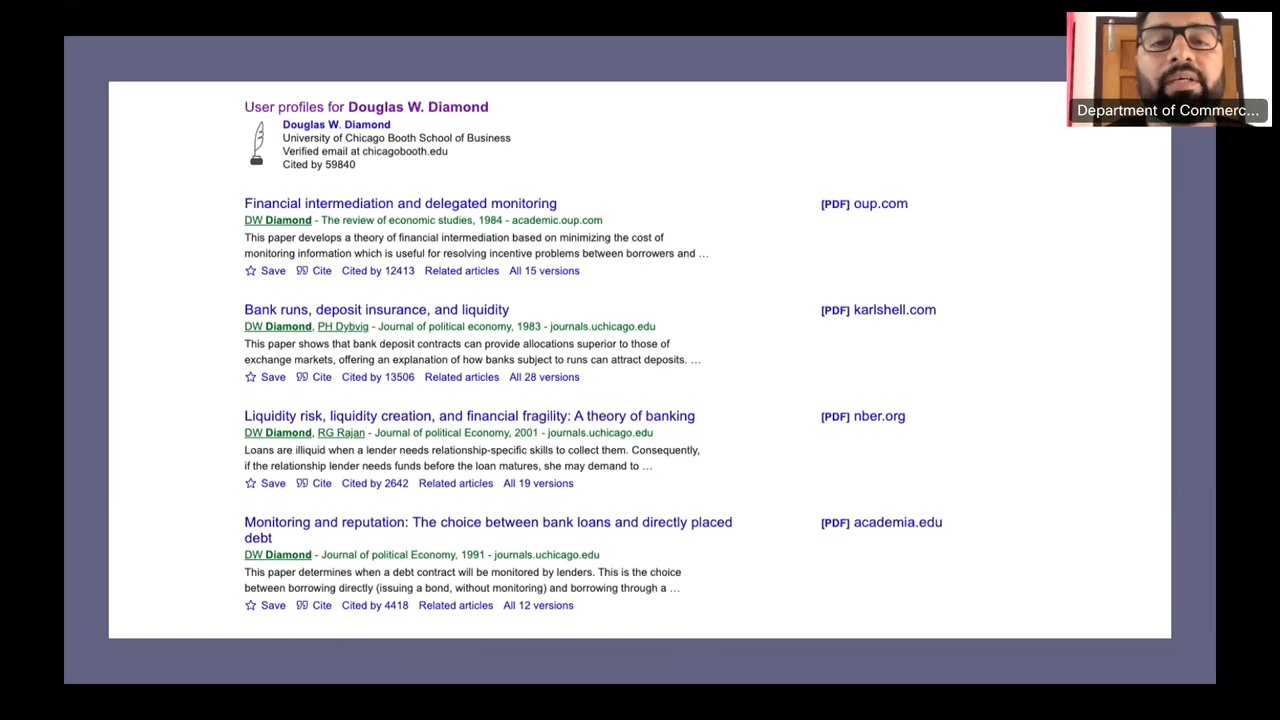 Department of Commerc...
User profiles for Douglas W. Diamond
Douglas W. Diamond
University of Chicago Booth School of Business
Verified email at chicagobooth.edu
Cited by 59840
Financial intermediation and delegated monitoring
[PDF] oup.com
DW Diamond - The review of economic studies, 1984 - academic.oup.com
This paper develops a theory of financial intermediation based on minimizing the cost of
monitoring information which is useful for resolving incentive problems between borrowers and ...
Save Cite Cited by 12413 Related articles All 15 versions
Bank runs, deposit insurance, and liquidity
[PDF] karlshell.com
DW Diamond, PH Dybvig - Journal of political economy, 1983 - journals.uchicago.edu
This paper shows that bank deposit contracts can provide allocations superior to those of
exchange markets, offering an explanation of how banks subject to runs can attract deposits. ...
Save Cite Cited by 13506 Related articles All 28 versions
Liquidity risk, liquidity creation, and financial fragility: A theory of banking
[PDF] nber.org
DW Diamond, RG Rajan - Journal of political Economy, 2001 - journals.uchicago.edu
Loans are illiquid when a lender needs relationship-specific skills to collect them. Consequently,
if the relationship lender needs funds before the loan matures, she may demand to ...
Save Cite Cited by 2642 Related articles All 19 versions
Monitoring and reputation: The choice between bank loans and directly placed
debt
[PDF] academia.edu
DW Diamond - Journal of political Economy, 1991 - journals.uchicago.edu
This paper determines when a debt contract will be monitored by lenders. This is the choice
between borrowing directly (issuing a bond, without monitoring) and borrowing through a ...
Save Cite Cited by 4418 Related articles All 12 versions